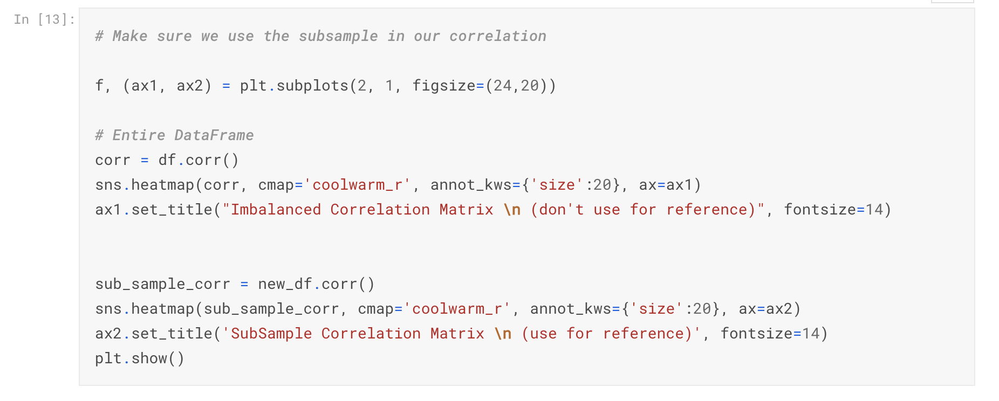 In [13]:
# Make sure we use the subsample in our correlation
f, (ax1, ax2) = plt.subplots(2, 1, figsize=(24,20))
# Entire DataFrame
corr = df.corr()
sns.heatmap(corr, cmap='coolwarm_r', annot_kws={'size':20}, ax=ax1)
ax1.set_title("Imbalanced Correlation Matrix \n (don't use for reference)", fontsize=14)
sub_sample_corr = new_df.corr()
sns.heatmap(sub_sample_corr, cmap='coolwarm_r', annot_kws={'size':20}, ax=ax2)
ax2.set_title('SubSample Correlation Matrix \n (use for reference)', fontsize=14)
plt.show()